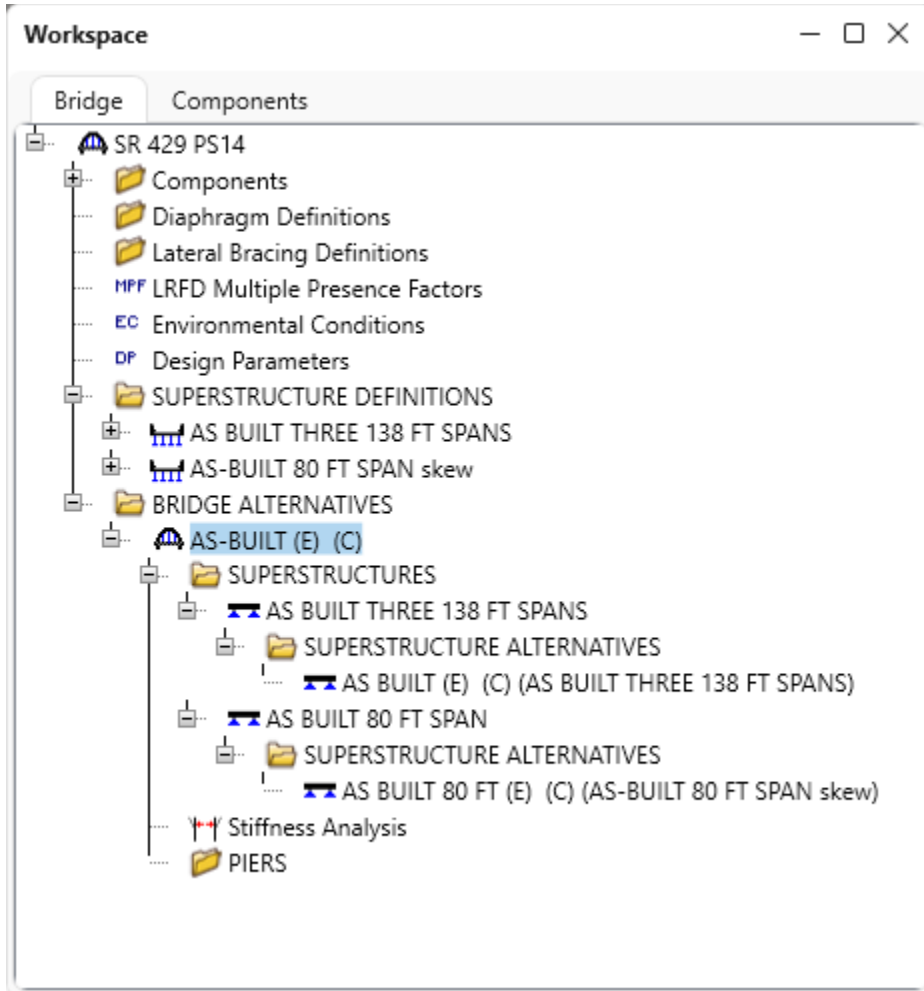 Workspace
Bridge Components
SR 429 PS14
Components
Diaphragm Definitions
Lateral Bracing Definitions
MPF LRFD Multiple Presence Factors
EC Environmental Conditions
DP Design Parameters
SUPERSTRUCTURE DEFINITIONS
AS BUILT THREE 138 FT SPANS
AS-BUILT 80 FT SPAN skew
BRIDGE ALTERNATIVES
AS-BUILT (E) (C)
SUPERSTRUCTURES
AS BUILT THREE 138 FT SPANS
SUPERSTRUCTURE ALTERNATIVES
AS BUILT (E) (C) (AS BUILT THREE 138 FT SPANS)
AS BUILT 80 FT SPAN
SUPERSTRUCTURE ALTERNATIVES
AS BUILT 80 FT (E) (C) (AS-BUILT 80 FT SPAN skew)
Stiffness Analysis
PIERS